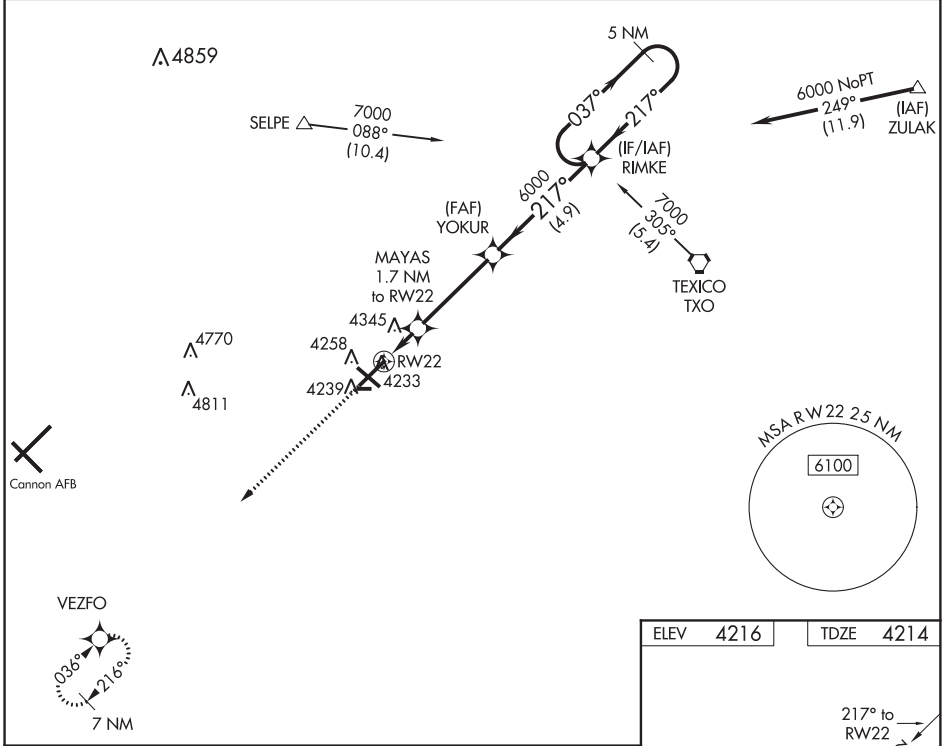 5 NM
4859
6000 NoPT
249°
(11.9)
(IAF)
ZULAK
SELPE
7000
088°
(10.4)
037°
217°
(IF/IAF)
RIMKE
6000
217°
(4.9)
(FAF)
YOKUR
7000
305°
(5.4)
TEXICO
TXO
MAYAS
1.7 NM
to RW22
4345
4770
4258
RW22
4811
4239
4233
Cannon AFB
MSA RW22 25 NM
6100
VEZFO
036°
216°
7 NM
ELEV 4216
TDZE 4214
217° to
RW22